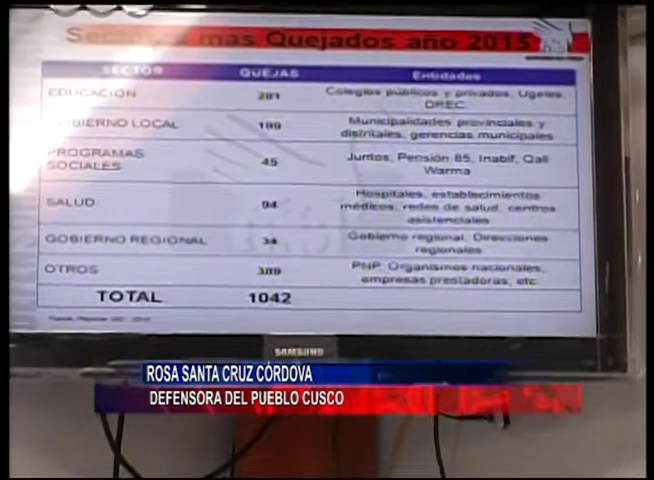 Sectores mas Quejados año 2015
SECTOR QUEJAS Entidades
EDUCACION 281 Colegios públicos y privados, Ugeles, DREC.
GOBIERNO LOCAL 199 Municipalidades provinciales y
distritales, gerencias municipales
PROGRAMAS
SOCIALES 45 Juntos, Pensión 65, Inabif, Qali
Warma
SALUD 94 Hospitales, establecimientos
médicos, redes de salud, centros
asistenciales
GOBIERNO REGIONAL 34 Gobierno regional, Direcciones
regionales
OTROS 389 PNP, Organismos nacionales,
empresas prestadoras, etc
TOTAL 1042
SAMSUNG
ROSA SANTA CRUZ CÓRDOVA
DEFENSORA DEL PUEBLO CUSCO